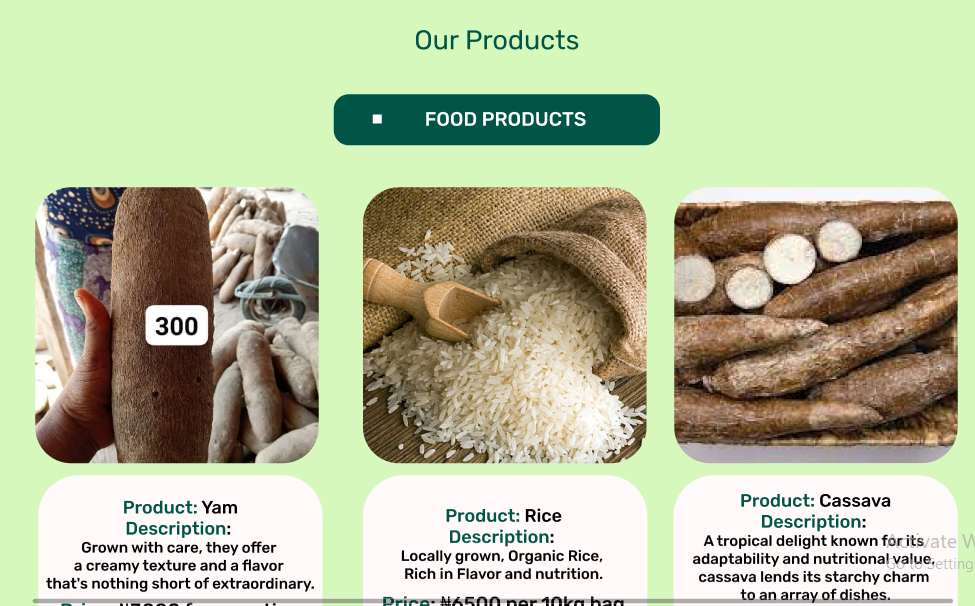 Our Products
FOOD PRODUCTS
300
Product: Yam
Description:
Grown with care, they offer
a creamy texture and a flavor
that's nothing short of extraordinary.
Product: Rice
Description:
Locally grown, Organic Rice,
Rich in Flavor and nutrition.
Price: ₦6500 per 10kg bag
Product: Cassava
Description:
A tropical delight known for its
adaptability and nutritional value,
cassava lends its starchy charm
to an array of dishes.
Activate W
Go to Setting